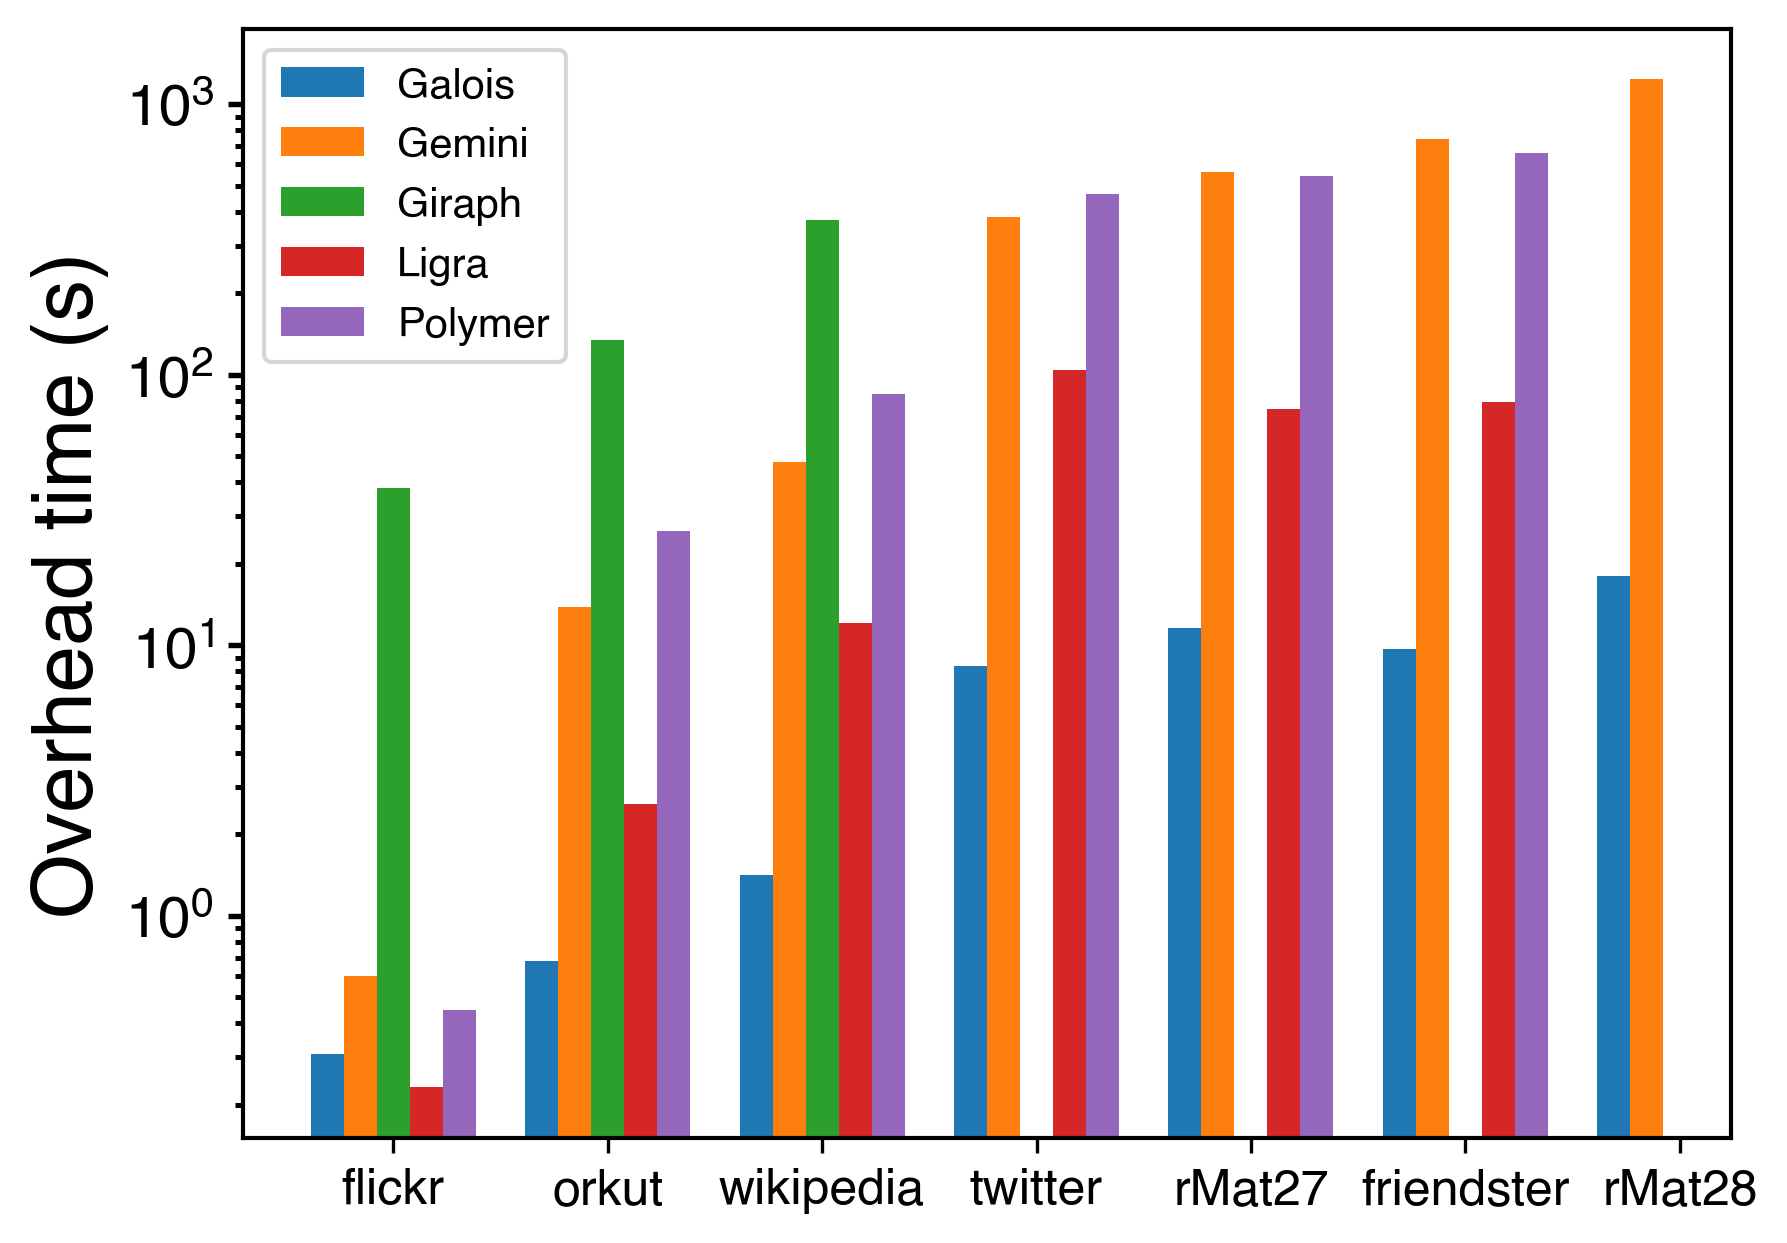 Overhead time (s)
10³
10²
10¹
10⁰
Galois
Gemini
Giraph
Ligra
Polymer
flickr orkut wikipedia twitter rMat27 friendster rMat28